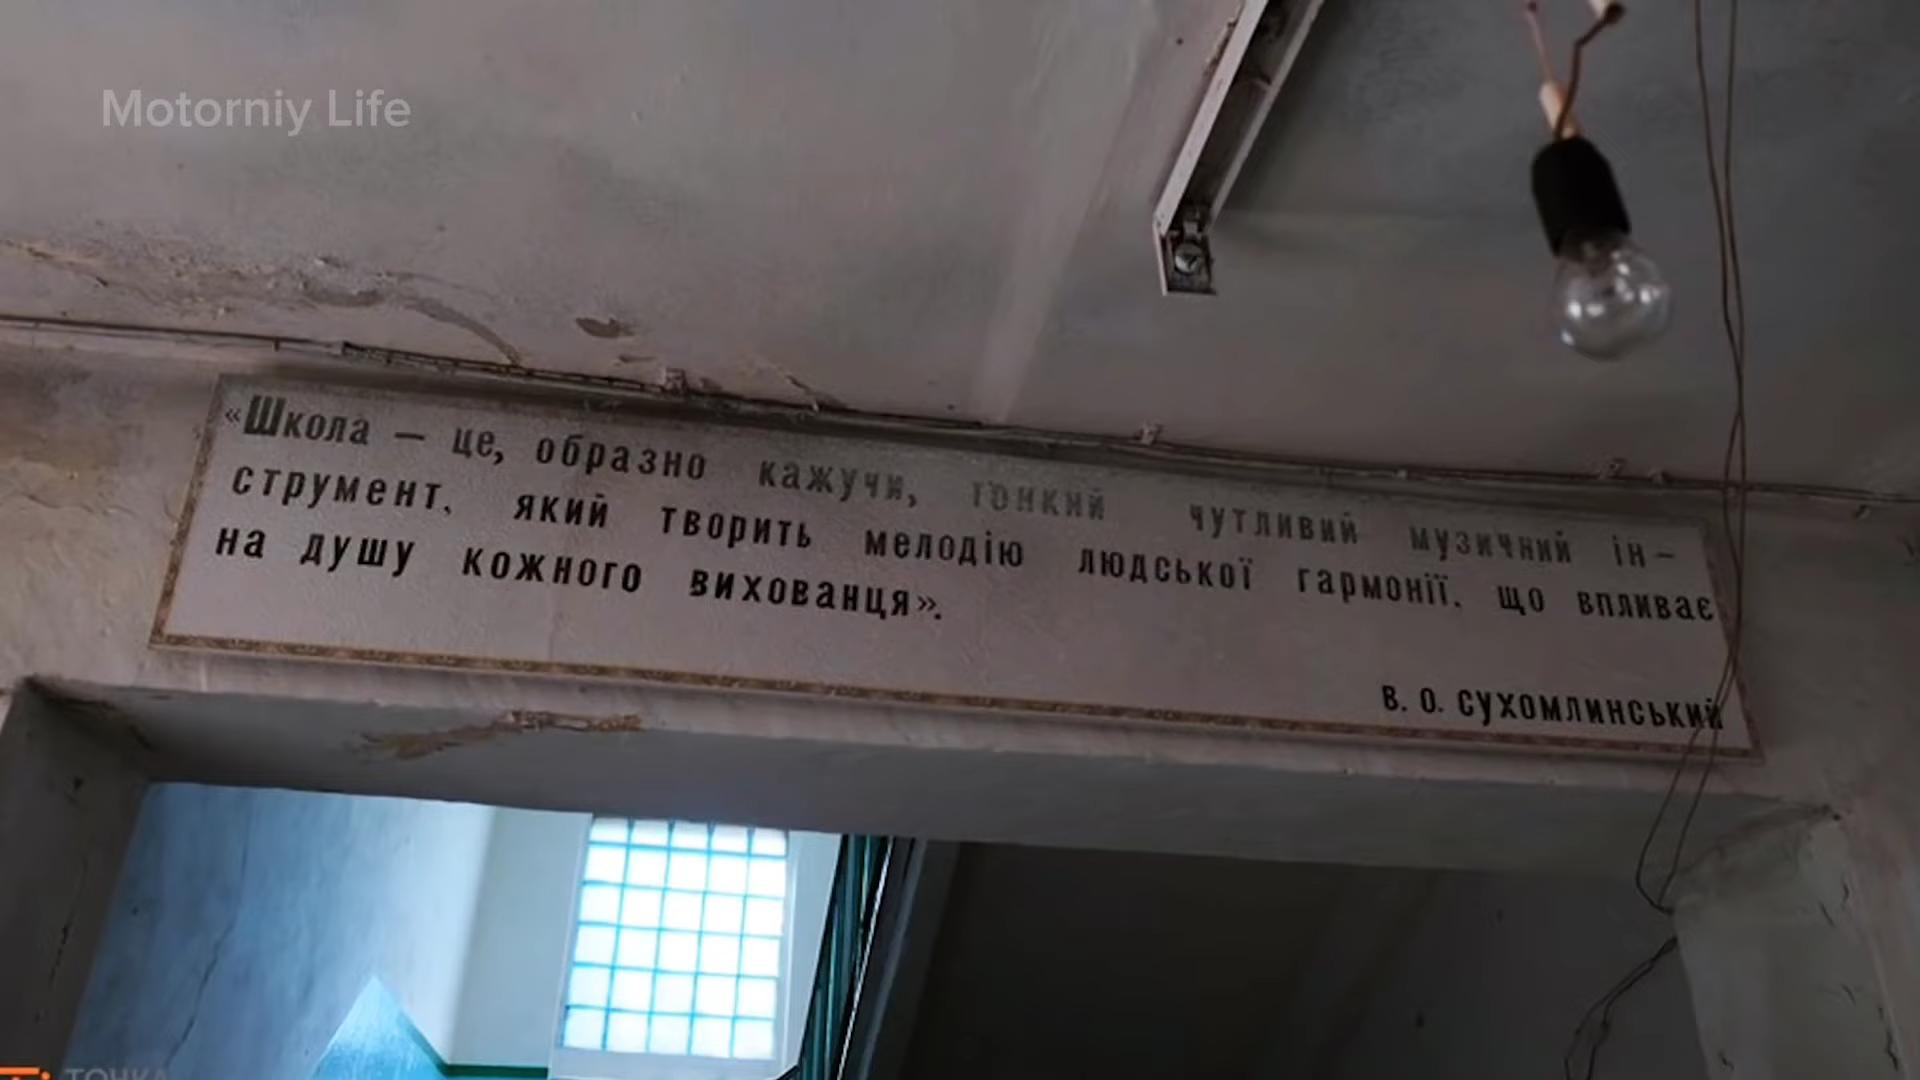 Motorniy Life
«Школа — це, образно кажучи, тонкий чутливий музичний ін-
струмент, який творить мелодію людської гармонії, що впливає
на душу кожного вихованця».
В. О. СУХОМЛИНСЬКИЙ
ТОЧКА